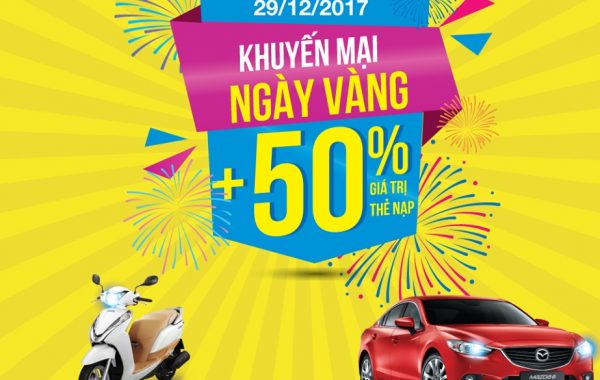 29/12/2017
KHUYẾN MẠI
NGÀY VÀNG
+50%
GIÁ TRỊ
THẺ NẠP